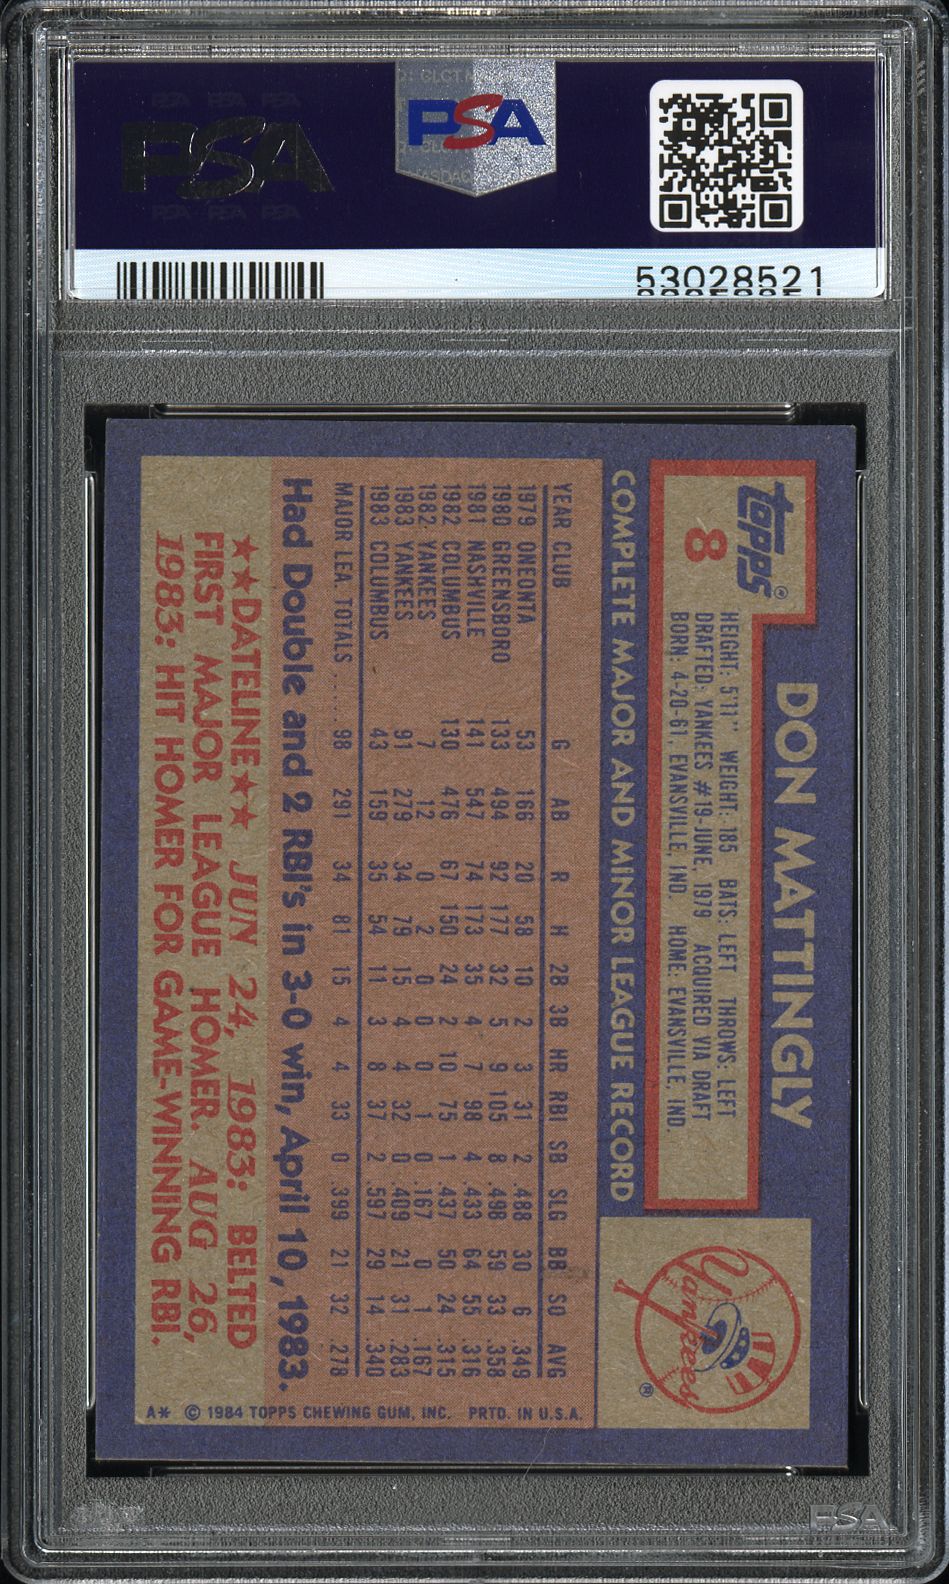 PSA
PSA
53028521
topps®
8
DON MATTINGLY
HEIGHT: 5'11" WEIGHT: 185 BATS: LEFT THROWS: LEFT
DRAFTED: YANKEES #19-JUNE, 1979 ACQUIRED VIA DRAFT
BORN: 4-20-61, EVANSVILLE, IND. HOME: EVANSVILLE, IND.
Yankees ®
COMPLETE MAJOR AND MINOR LEAGUE RECORD
YEAR CLUB G AB R H 2B 3B HR RBI SB SLG BB SO AVG
1979 ONEONTA 53 166 20 58 10 2 3 31 2 .488 30 6 .349
1980 GREENSBORO 133 494 92 177 32 5 9 105 8 .498 59 33 .358
1981 NASHVILLE 141 547 74 173 35 4 7 98 4 .433 64 55 .316
1982 COLUMBUS 130 476 67 150 24 2 10 75 1 .437 50 24 .315
1982 YANKEES 7 12 0 2 0 0 0 1 0 .167 0 1 .167
1983 YANKEES 91 279 34 79 15 4 4 32 0 .409 21 31 .283
1983 COLUMBUS 43 159 35 54 11 3 8 37 2 .597 29 14 .340
MAJOR LEA. TOTALS ..... 98 291 34 81 15 4 4 33 0 .399 21 32 .278
Had Double and 2 RBI's in 3-0 win, April 10, 1983.
★★DATELINE★★ JUN 24, 1983: BELTED
FIRST MAJOR LEAGUE HOMER. AUG 26,
1983: HIT HOMER FOR GAME-WINNING RBI.
A* © 1984 TOPPS CHEWING GUM, INC. PRTD. IN U.S.A.
PSA